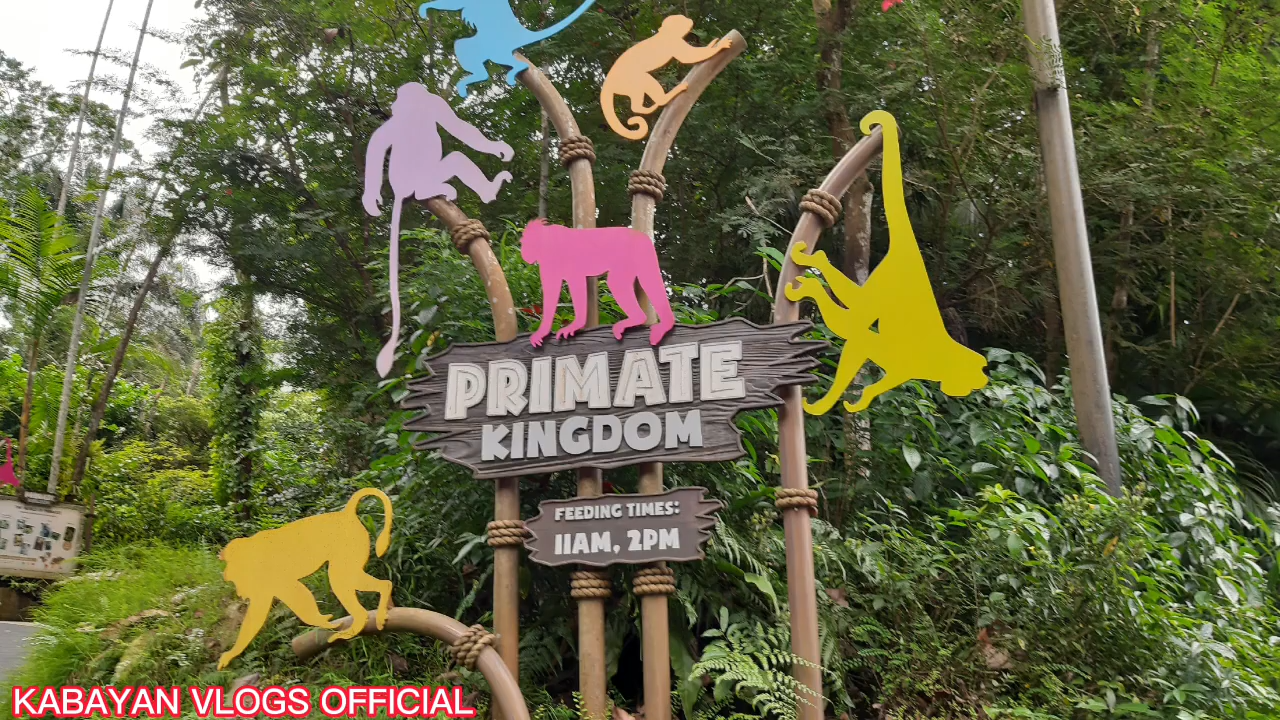 PRIMATE
KINGDOM
FEEDING TIMES:
11AM, 2PM
KABAYAN VLOGS OFFICIAL